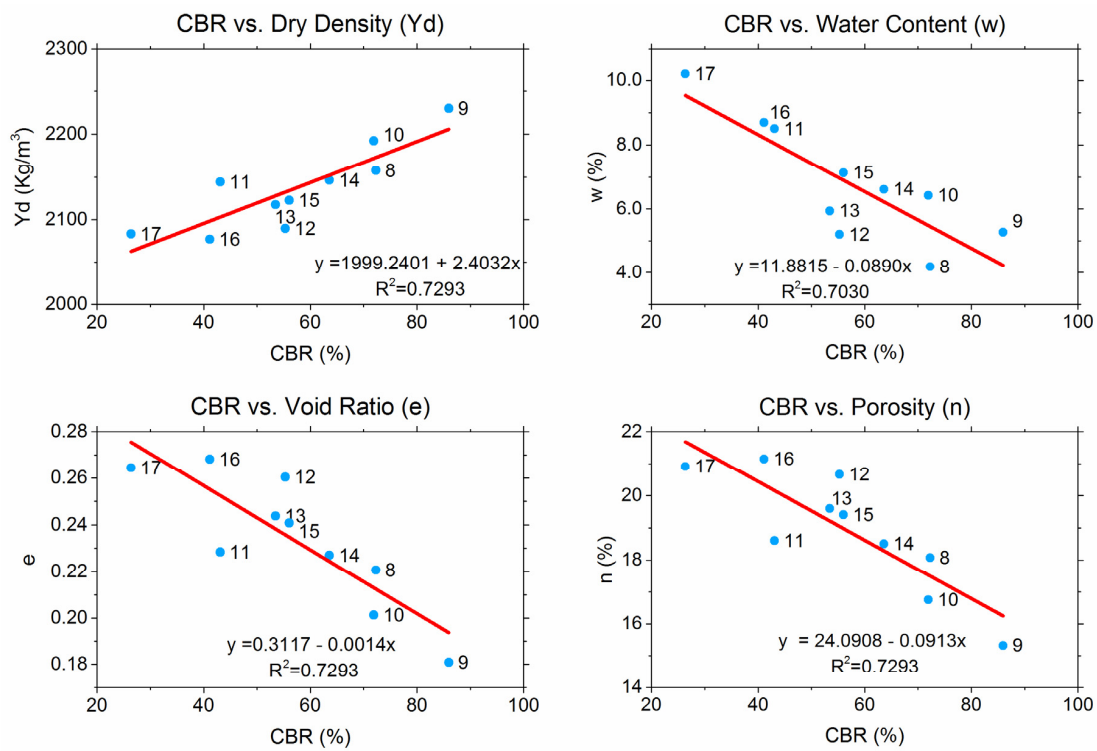 CBR vs. Dry Density (Yd)
2300
2200
2100
2000
Yd (Kg/m³)
9
10
8
14
11
15
13
12
17
16
y =1999.2401 + 2.4032x
R²=0.7293
20 40 60 80 100
CBR (%)
CBR vs. Water Content (w)
10.0
8.0
6.0
4.0
w (%)
17
16
11
15
14
10
13
12
9
8
y =11.8815 - 0.0890x
R²=0.7030
20 40 60 80 100
CBR (%)
CBR vs. Void Ratio (e)
0.28
0.26
0.24
0.22
0.20
0.18
e
17
16
12
13
15
11
14
8
10
9
y =0.3117 - 0.0014x
R²=0.7293
20 40 60 80 100
CBR (%)
CBR vs. Porosity (n)
22
20
18
16
14
n (%)
17
16
12
13
15
11
14
8
10
9
y = 24.0908 - 0.0913x
R²=0.7293
20 40 60 80 100
CBR (%)